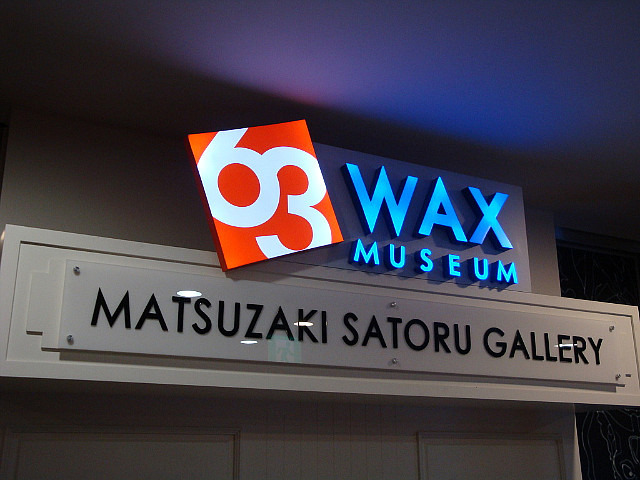 63 WAX
MUSEUM
MATSUZAKI SATORU GALLERY